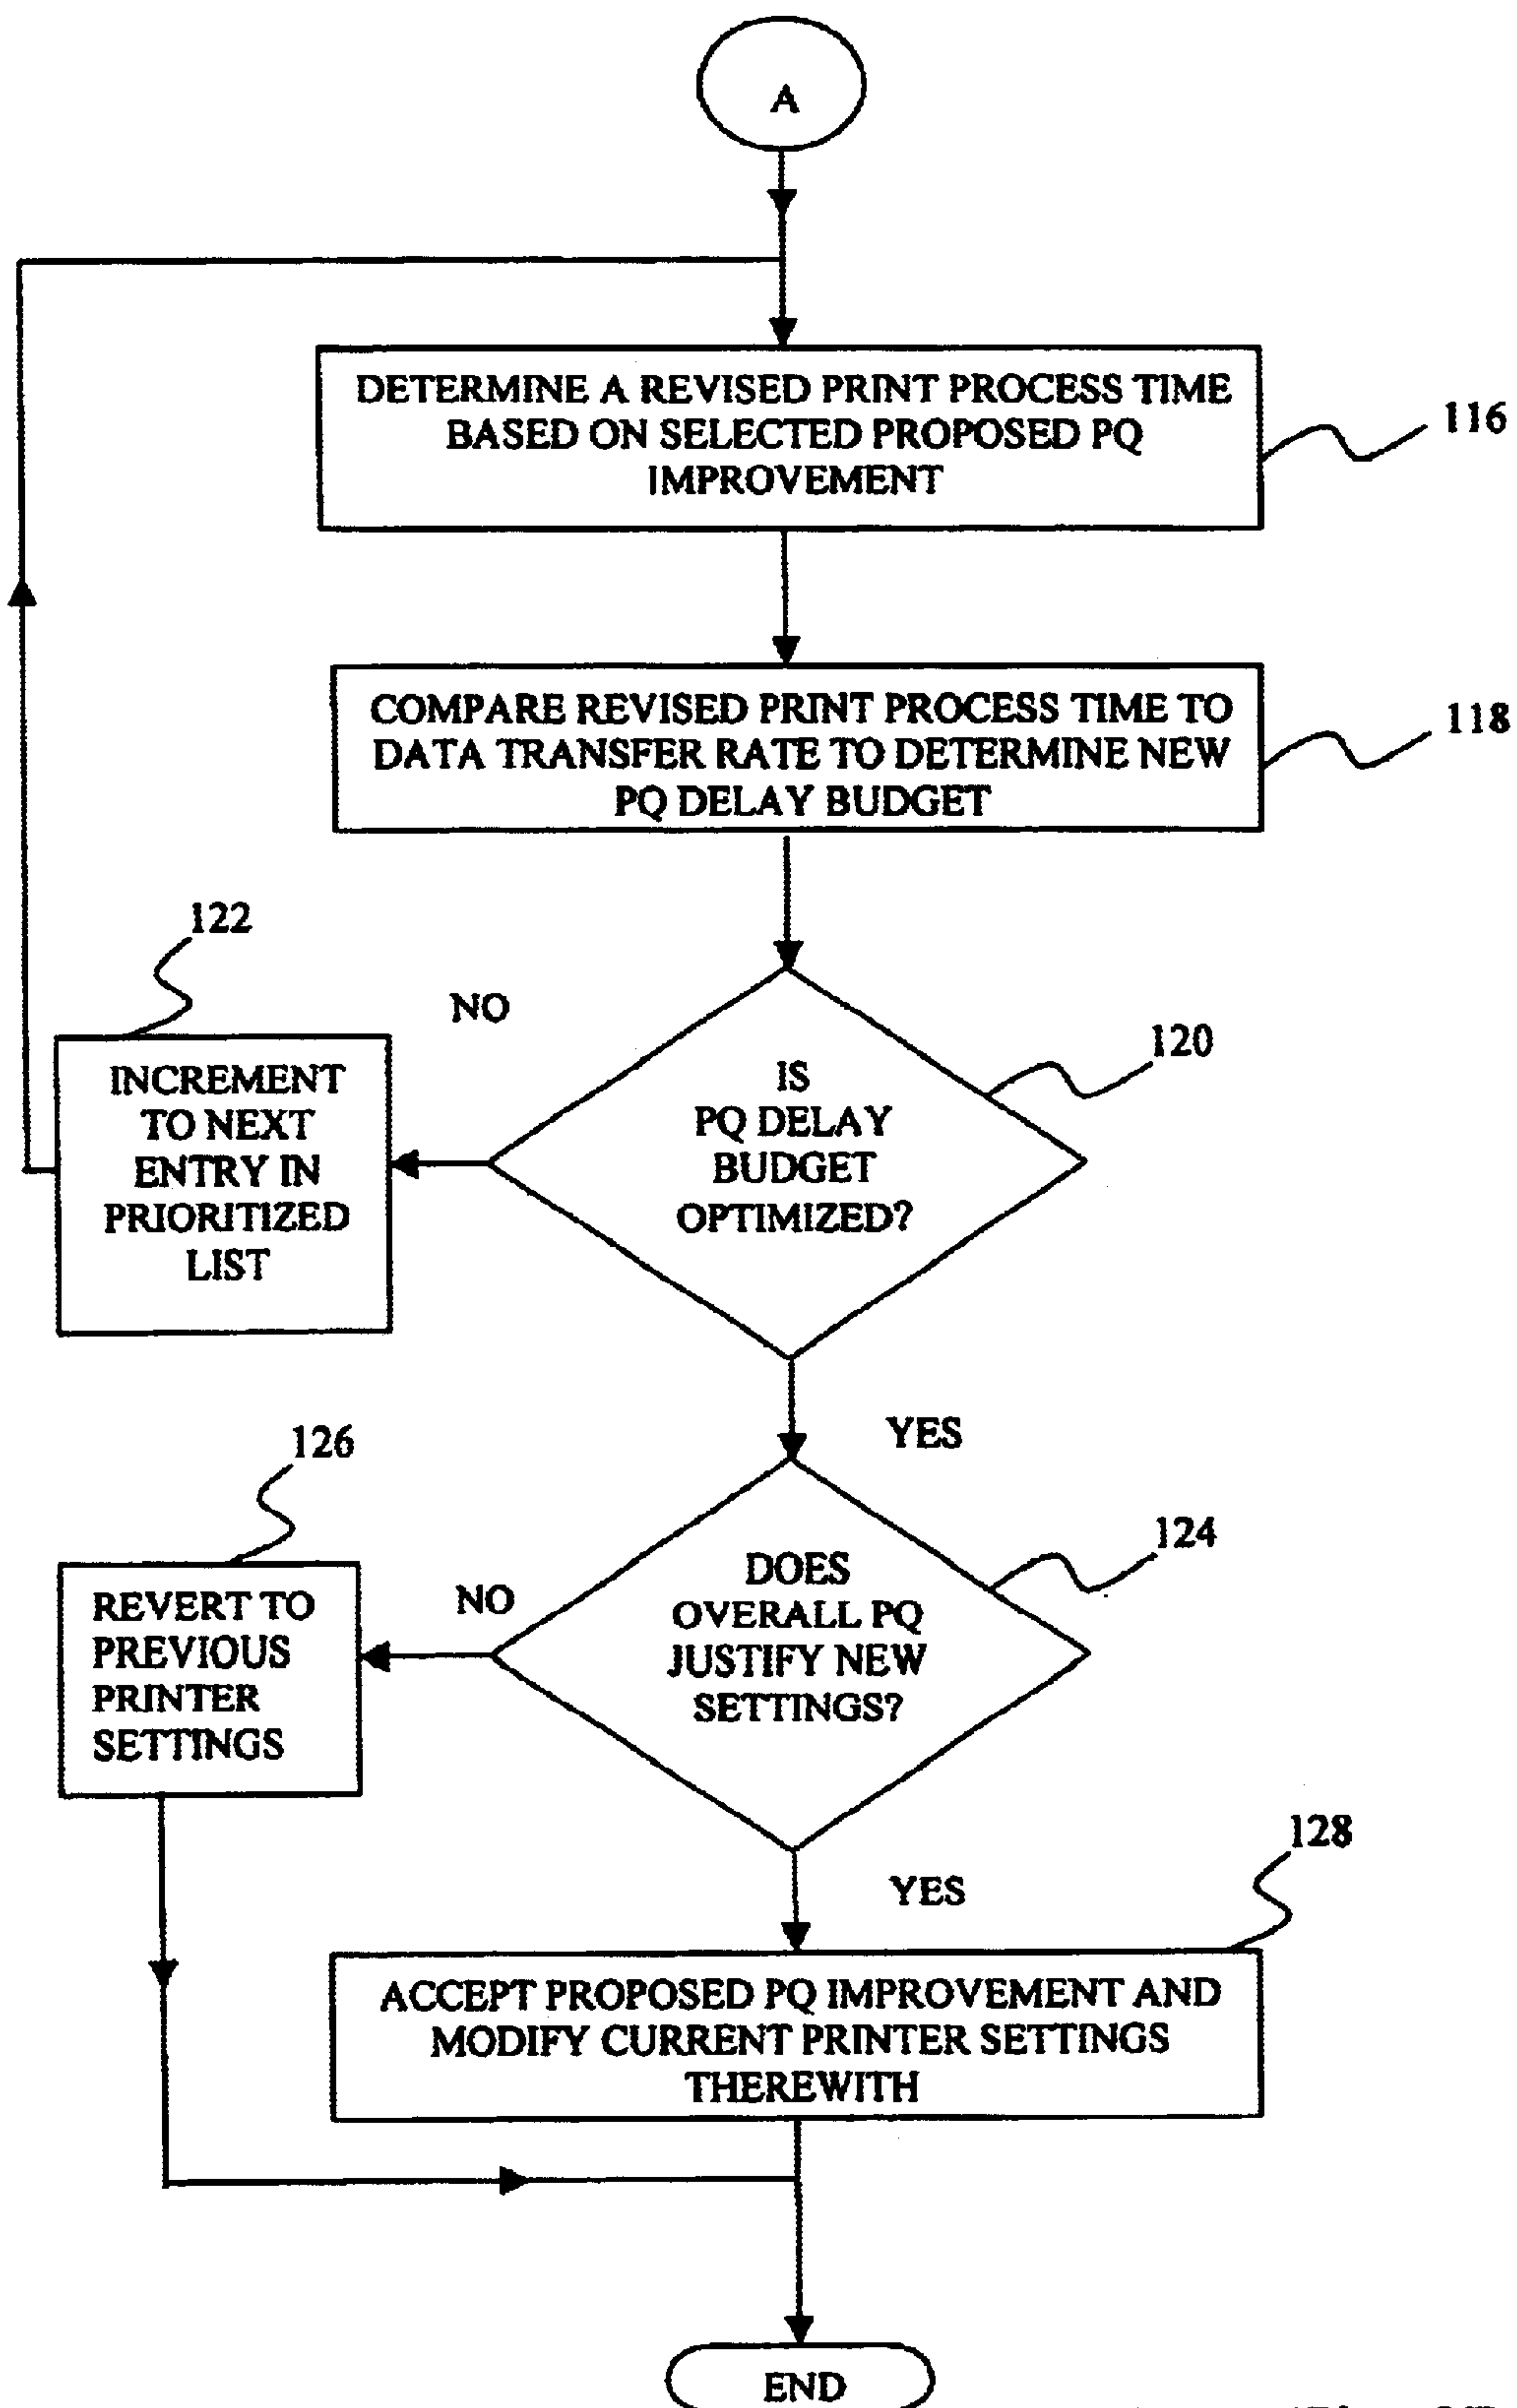 A
DETERMINE A REVISED PRINT PROCESS TIME
BASED ON SELECTED PROPOSED PQ
IMPROVEMENT
116
COMPARE REVISED PRINT PROCESS TIME TO
DATA TRANSFER RATE TO DETERMINE NEW
PQ DELAY BUDGET
118
122
NO
INCREMENT
TO NEXT
ENTRY IN
PRIORITIZED
LIST
IS
PQ DELAY
BUDGET
OPTIMIZED?
120
YES
126
REVERT TO
PREVIOUS
PRINTER
SETTINGS
NO
DOES
OVERALL PQ
JUSTIFY NEW
SETTINGS?
124
YES
128
ACCEPT PROPOSED PQ IMPROVEMENT AND
MODIFY CURRENT PRINTER SETTINGS
THEREWITH
END